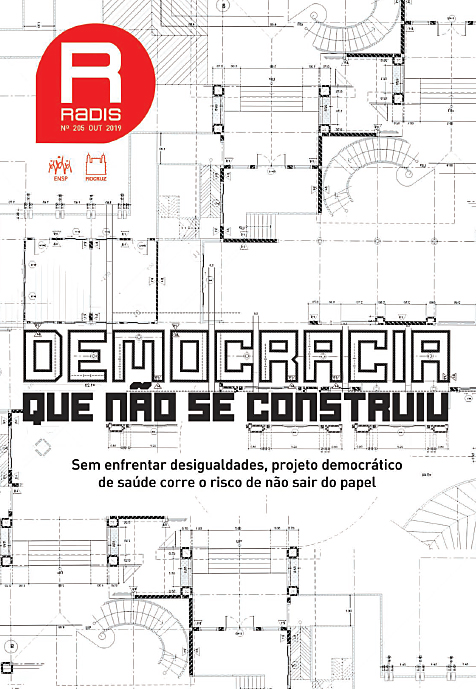 R
RADIS
Nº 205 OUT 2019
ENSP
FIOCRUZ
DEMOCRACIA
QUE NÃO SE CONSTRUIU
Sem enfrentar desigualdades, projeto democrático
de saúde corre o risco de não sair do papel